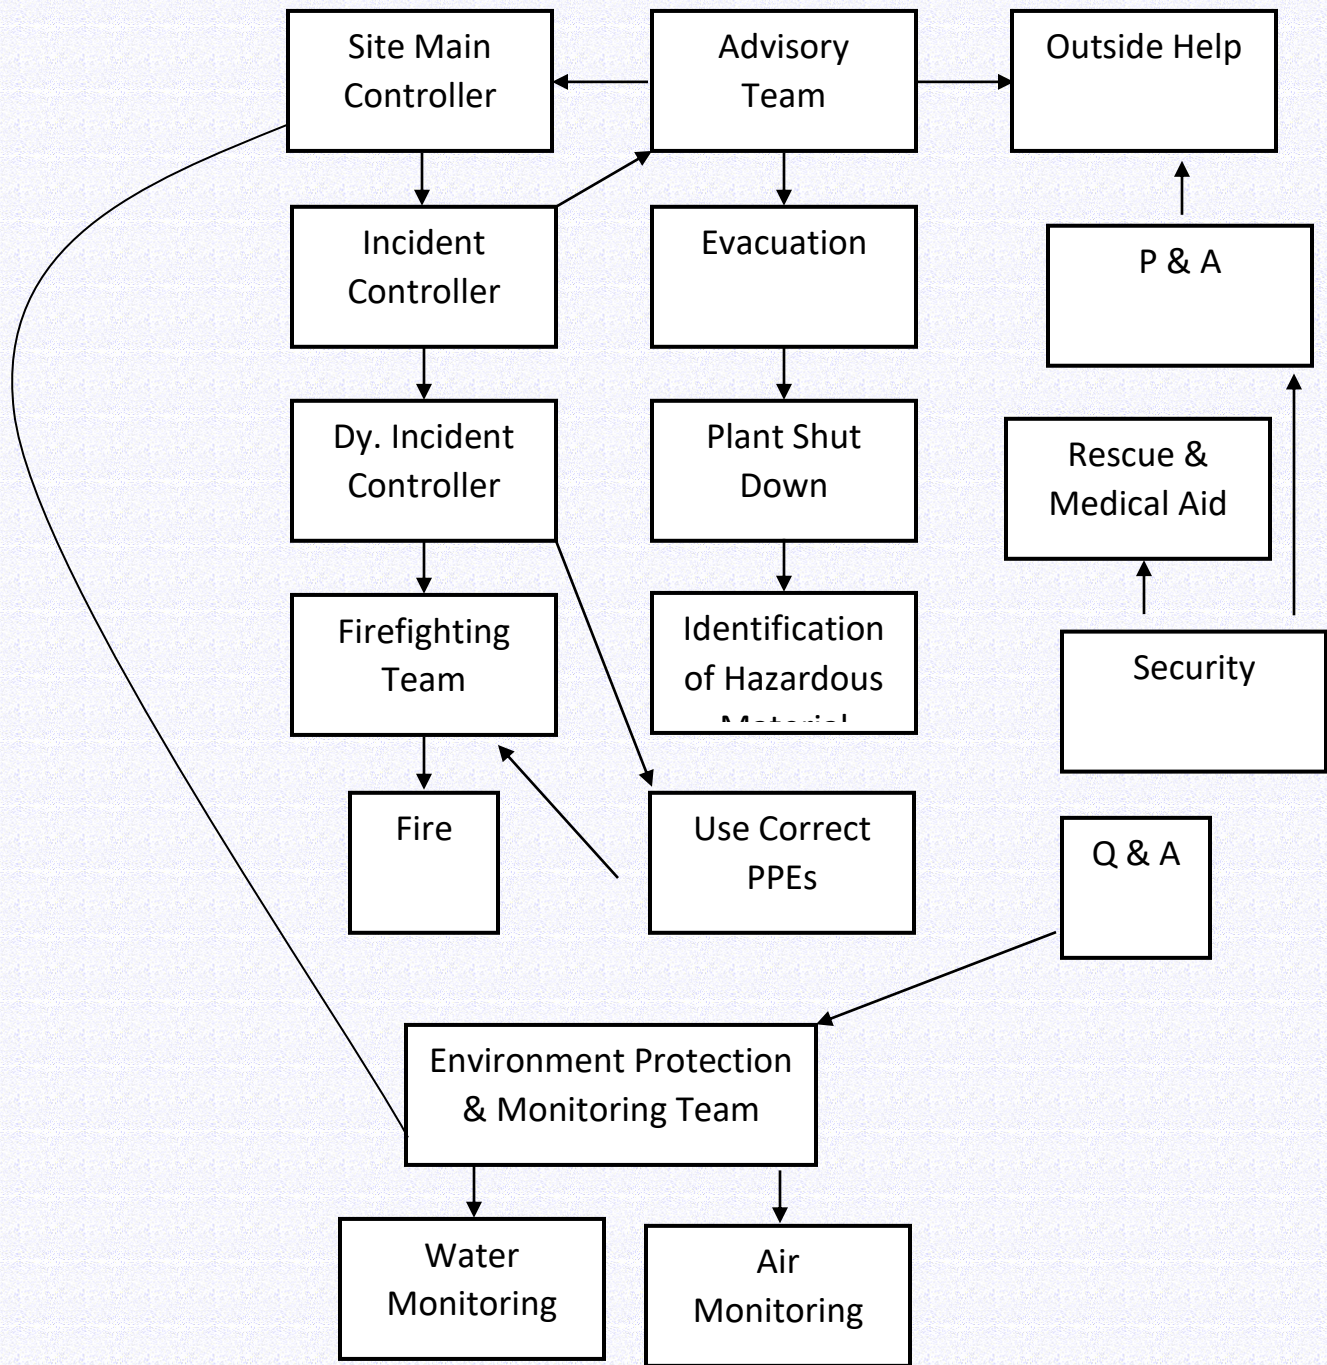 Site Main
Controller
Advisory
Team
Outside Help
Incident
Controller
Evacuation
P & A
Dy. Incident
Controller
Plant Shut
Down
Rescue &
Medical Aid
Firefighting
Team
Identification
of Hazardous
Material
Security
Fire
Use Correct
PPEs
Q & A
Environment Protection
& Monitoring Team
Water
Monitoring
Air
Monitoring